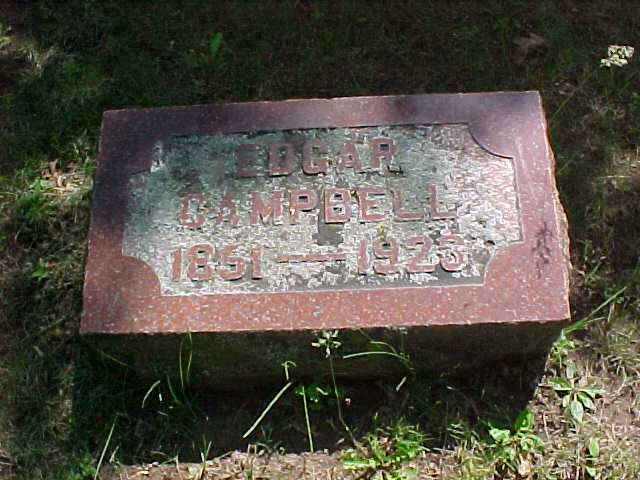 EDGAR
CAMPBELL
1851 — 1923